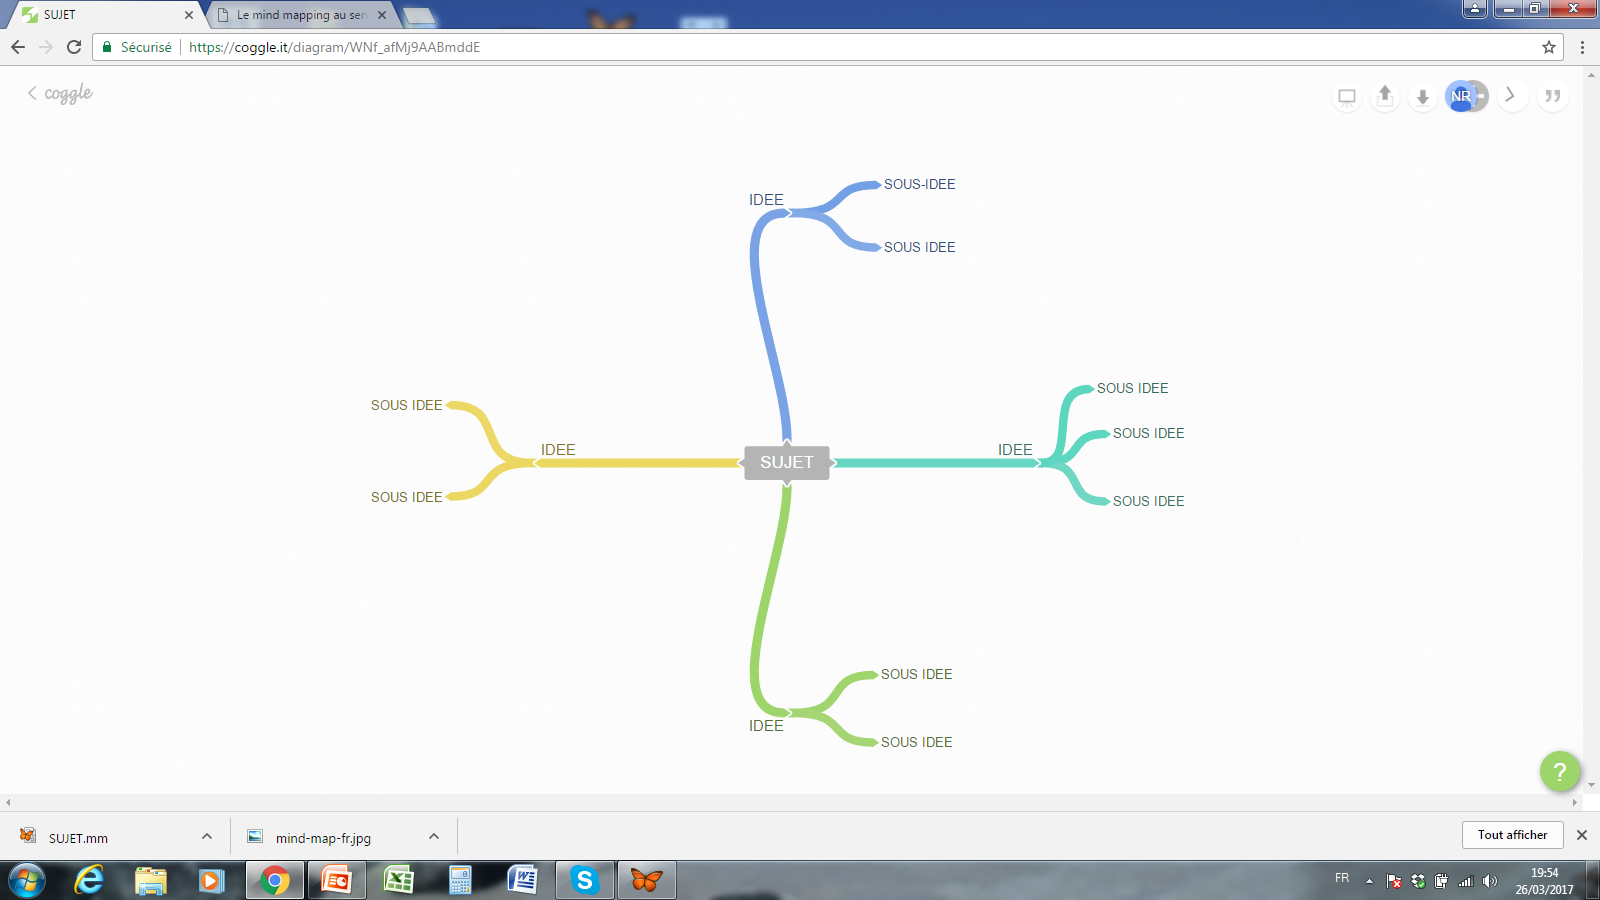 SUJET
Le mind mapping au ser
Sécurisé
https://coggle.it/diagram/WNf_afMj9AABmddE
coggle
NR
IDEE
SOUS-IDEE
SOUS IDEE
SOUS IDEE
SOUS IDEE
IDEE
SUJET
IDEE
SOUS IDEE
SOUS IDEE
SOUS IDEE
SOUS IDEE
IDEE
SOUS IDEE
?
SUJET.mm
mind-map-fr.jpg
Tout afficher
FR
19:54
26/03/2017